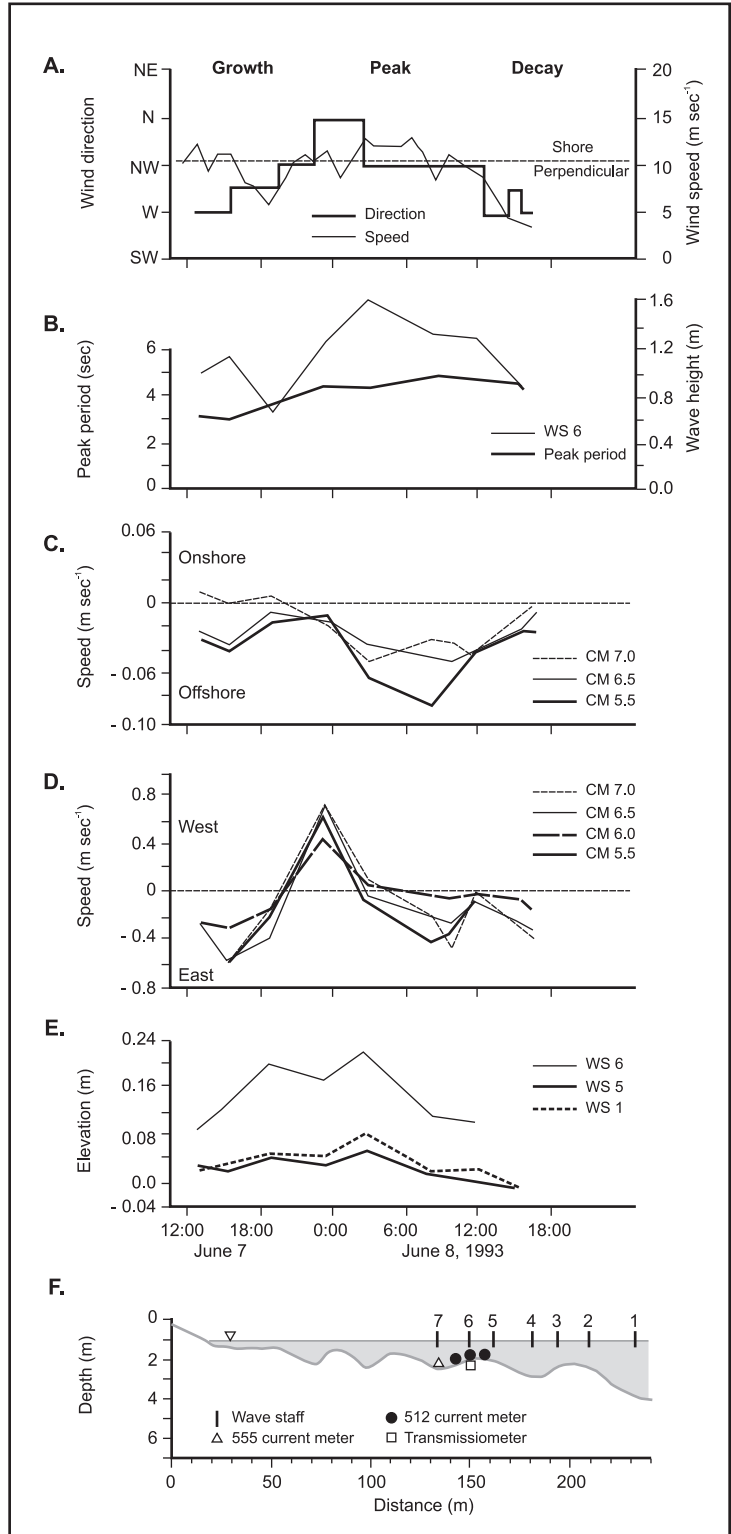 A.
Growth Peak Decay
NE
N
NW
W
SW
Wind direction
20
15
10
5
0
Wind speed (m sec-1)
Shore
Perpendicular
Direction
Speed
B.
6
4
2
0
Peak period (sec)
1.6
1.2
0.8
0.4
0.0
Wave height (m)
WS 6
Peak period
C.
0.06
0
- 0.06
- 0.10
Speed (m sec-1)
Onshore
Offshore
CM 7.0
CM 6.5
CM 5.5
D.
0.8
0.4
0
- 0.4
- 0.8
Speed (m sec-1)
West
East
CM 7.0
CM 6.5
CM 6.0
CM 5.5
E.
0.24
0.16
0.08
0.0
- 0.04
Elevation (m)
WS 6
WS 5
WS 1
12:00 18:00 0:00 6:00 12:00 18:00
June 7 June 8, 1993
F.
0
2
4
6
Depth (m)
7 6 5 4 3 2 1
Wave staff
512 current meter
555 current meter
Transmissiometer
0 50 100 150 200
Distance (m)